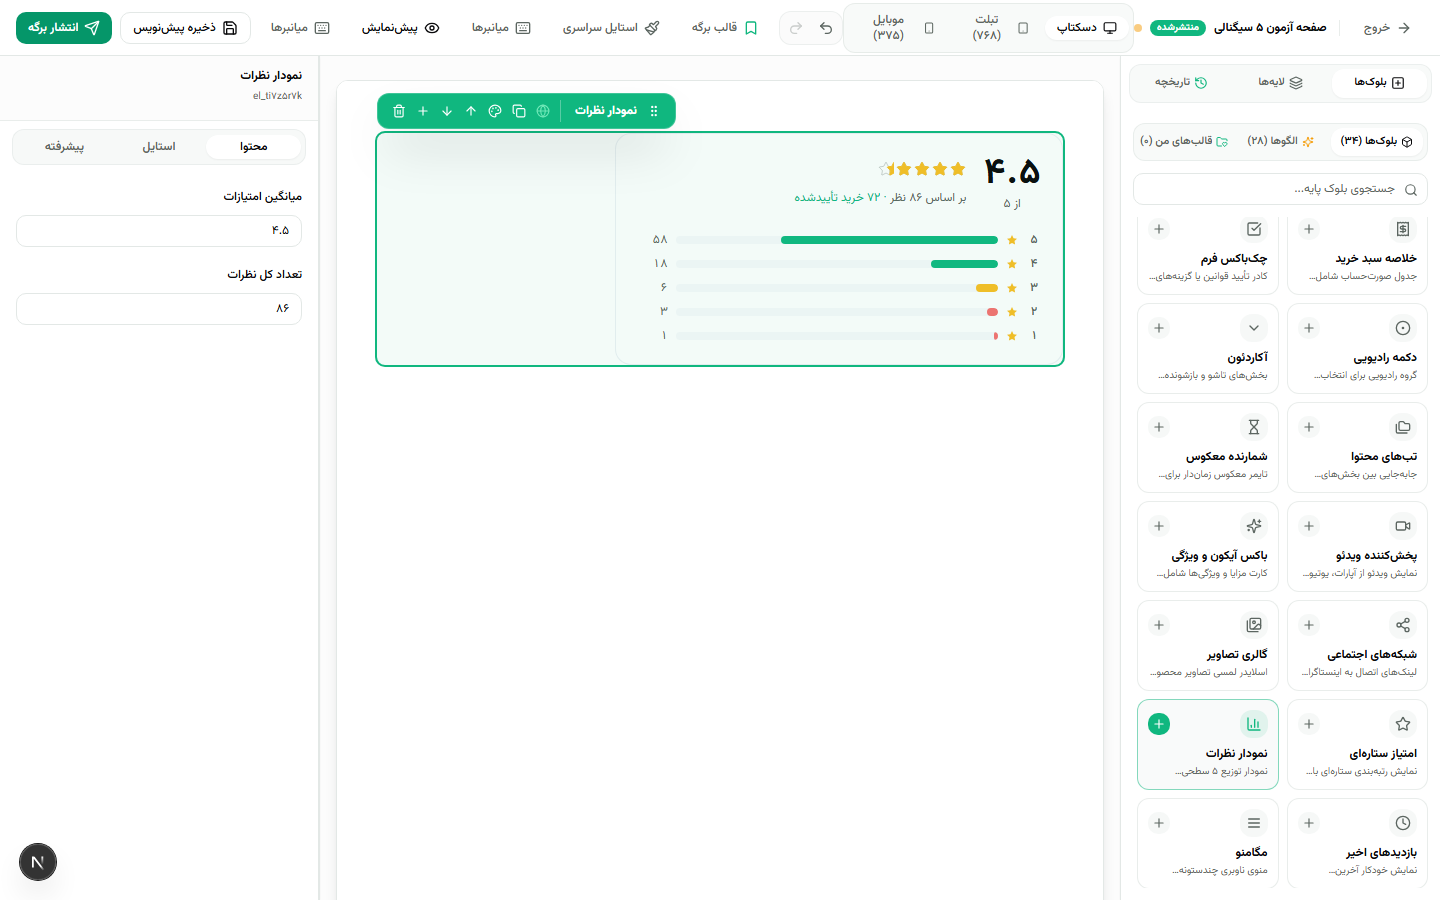 خروج
صفحه آزمون ۵ سیگنالی
منتشرشده
دسکتاپ
تبلت (۷۶۸)
موبایل (۳۷۵)
قالب برگه
استایل سراسری
میانبرها
پیش‌نمایش
میانبرها
ذخیره پیش‌نویس
انتشار برگه
بلوک‌ها
لایه‌ها
تاریخچه
بلوک‌ها (۳۴)
الگوها (۲۸)
قالب‌های من (۰)
جستجوی بلوک پایه...
خلاصه سبد خرید
جدول صورت‌حساب شامل...
چک‌باکس فرم
کادر تأیید قوانین یا گزینه‌های...
دکمه رادیویی
گروه رادیویی برای انتخاب...
آکاردئون
بخش‌های تاشو و بازشونده...
تب‌های محتوا
جابه‌جایی بین بخش‌های...
شمارنده معکوس
تایمر معکوس زمان‌دار برای...
پخش‌کننده ویدئو
نمایش ویدئو از آپارات، یوتیو...
باکس آیکون و ویژگی
کارت مزایا و ویژگی‌ها شامل...
شبکه‌های اجتماعی
لینک‌های اتصال به اینستاگرا...
گالری تصاویر
اسلایدر لمسی تصاویر محصو...
امتیاز ستاره‌ای
نمایش رتبه‌بندی ستاره‌ای با...
نمودار نظرات
نمودار توزیع ۵ سطحی...
بازدیدهای اخیر
نمایش خودکار آخرین...
مگامنو
منوی ناوبری چندستونه...
نمودار نظرات
۴.۵
از ۵
بر اساس ۸۶ نظر · ۷۲ خرید تأییدشده
۵ ۵۸
۴ ۱۸
۳ ۶
۲ ۳
۱ ۱
نمودار نظرات
el_ti۷z۵r۷k
محتوا
استایل
پیشرفته
میانگین امتیازات
۴.۵
تعداد کل نظرات
۸۶
N